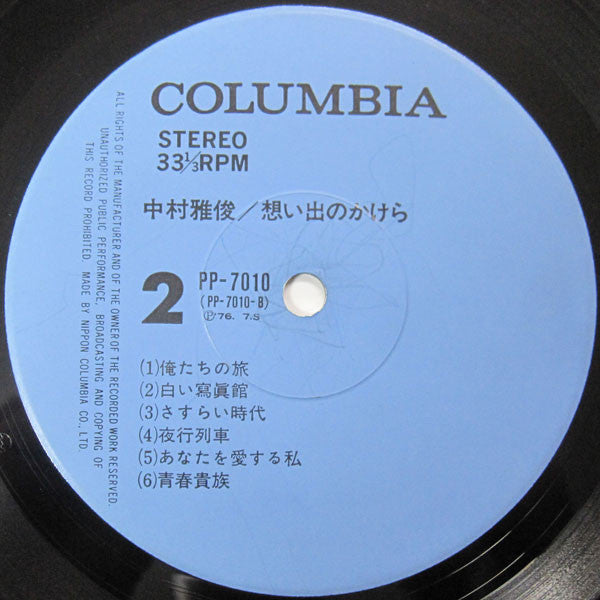 COLUMBIA
STEREO
33⅓RPM
中村雅俊／想い出のかけら
2
PP-7010
(PP-7010-B)
Ⓟ'76. 7.S
(1)俺たちの旅
(2)白い寫眞館
(3)さすらい時代
(4)夜行列車
(5)あなたを愛する私
(6)青春貴族
ALL RIGHTS OF THE MANUFACTURER AND OF THE OWNER OF THE RECORDED WORK RESERVED.
UNAUTHORIZED PUBLIC PERFORMANCE, BROADCASTING AND COPYING OF
THIS RECORD PROHIBITED. MADE BY NIPPON COLUMBIA CO., LTD.